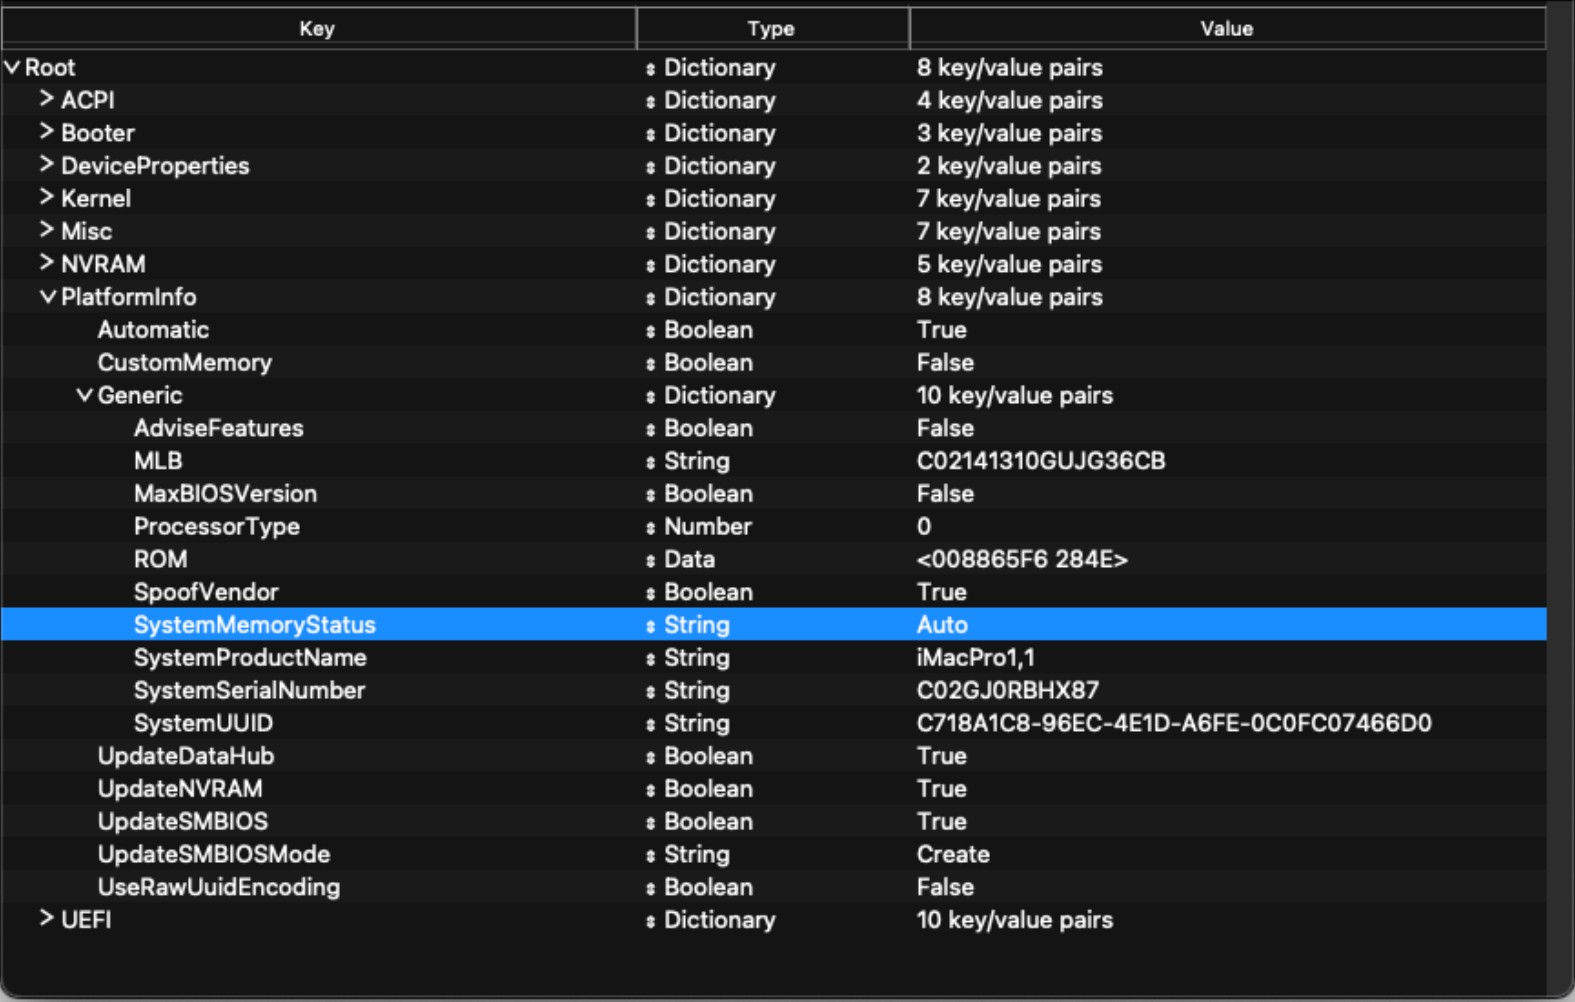 Key Type Value
Root Dictionary 8 key/value pairs
ACPI Dictionary 4 key/value pairs
Booter Dictionary 3 key/value pairs
DeviceProperties Dictionary 2 key/value pairs
Kernel Dictionary 7 key/value pairs
Misc Dictionary 7 key/value pairs
NVRAM Dictionary 5 key/value pairs
PlatformInfo Dictionary 8 key/value pairs
Automatic Boolean True
CustomMemory Boolean False
Generic Dictionary 10 key/value pairs
AdviseFeatures Boolean False
MLB String C02141310GUJG36CB
MaxBIOSVersion Boolean False
ProcessorType Number 0
ROM Data <008865F6 284E>
SpoofVendor Boolean True
SystemMemoryStatus String Auto
SystemProductName String iMacPro1,1
SystemSerialNumber String C02GJ0RBHX87
SystemUUID String C718A1C8-96EC-4E1D-A6FE-0C0FC07466D0
UpdateDataHub Boolean True
UpdateNVRAM Boolean True
UpdateSMBIOS Boolean True
UpdateSMBIOSMode String Create
UseRawUuidEncoding Boolean False
UEFI Dictionary 10 key/value pairs